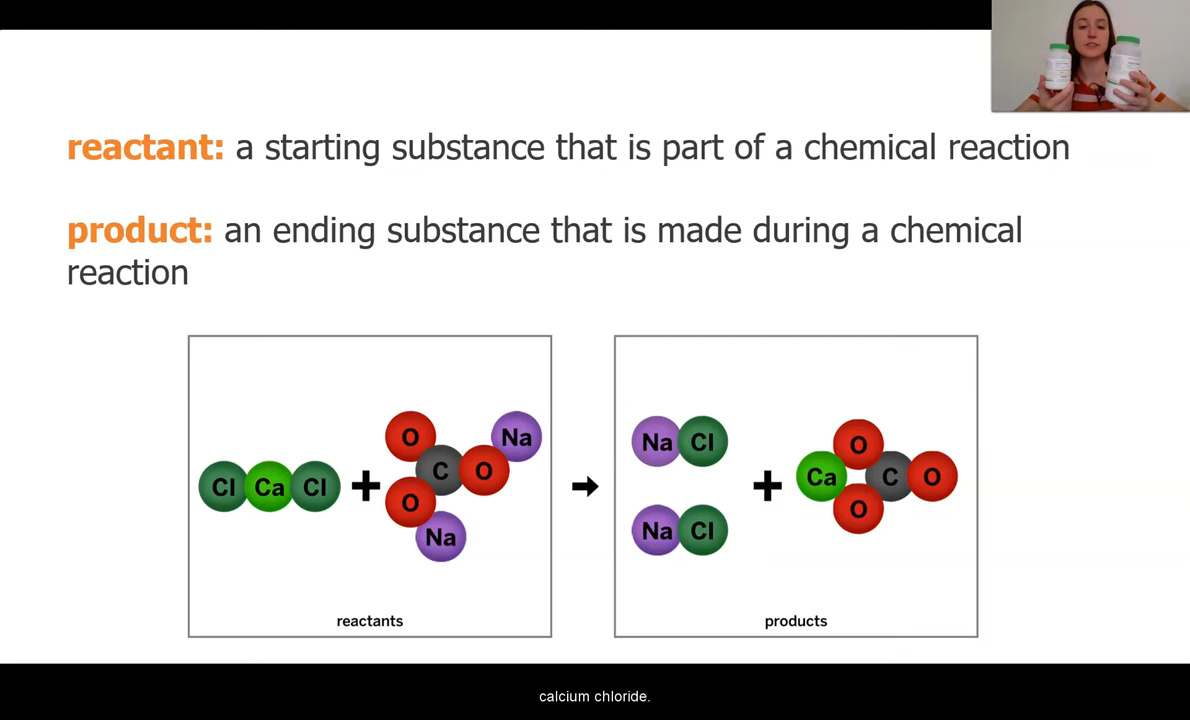 reactant: a starting substance that is part of a chemical reaction
product: an ending substance that is made during a chemical
reaction
O
Na
Na Cl
O
Cl Ca Cl + C O → + Ca C O
O
O
Na
Na Cl
reactants
products
calcium chloride.